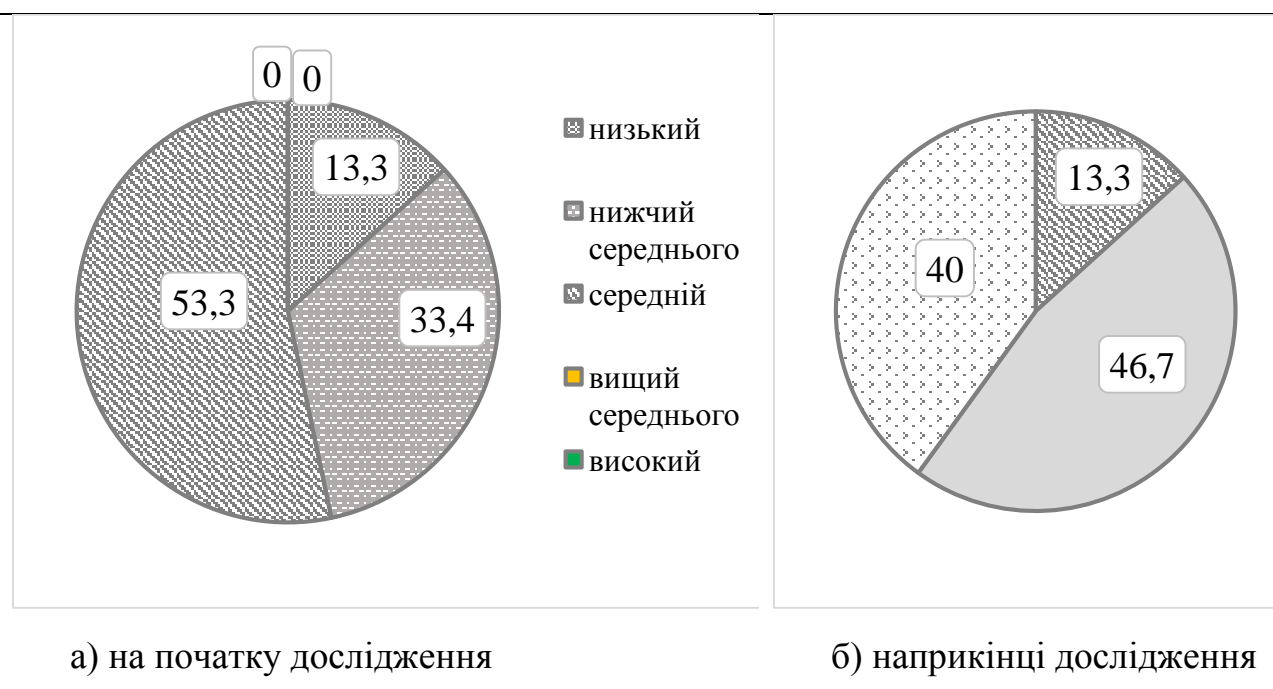 0 0
13,3
33,4
53,3
низький
нижчий
середнього
середній
вищий
середнього
високий
13,3
46,7
40
а) на початку дослідження
б) наприкінці дослідження